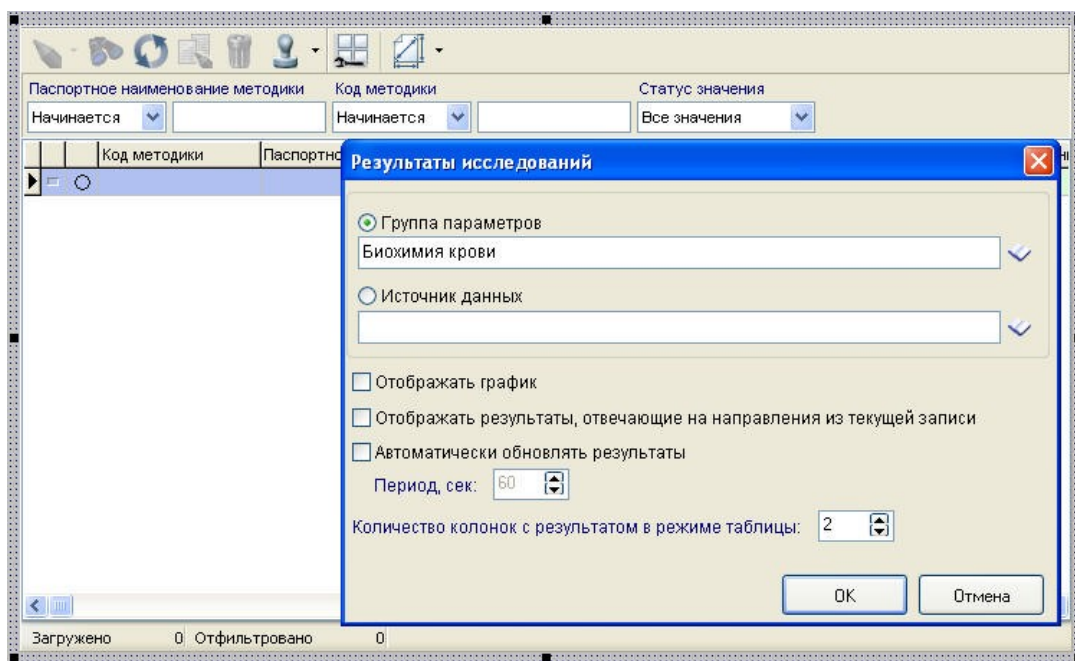 Паспортное наименование методики Код методики Статус значения
Начинается Начинается Все значения
Код методики
Результаты исследований
Группа параметров
Биохимия крови
Источник данных
Отображать график
Отображать результаты, отвечающие на направления из текущей записи
Автоматически обновлять результаты
Период, сек: 60
Количество колонок с результатом в режиме таблицы: 2
OK Отмена
Загружено 0 Отфильтровано 0